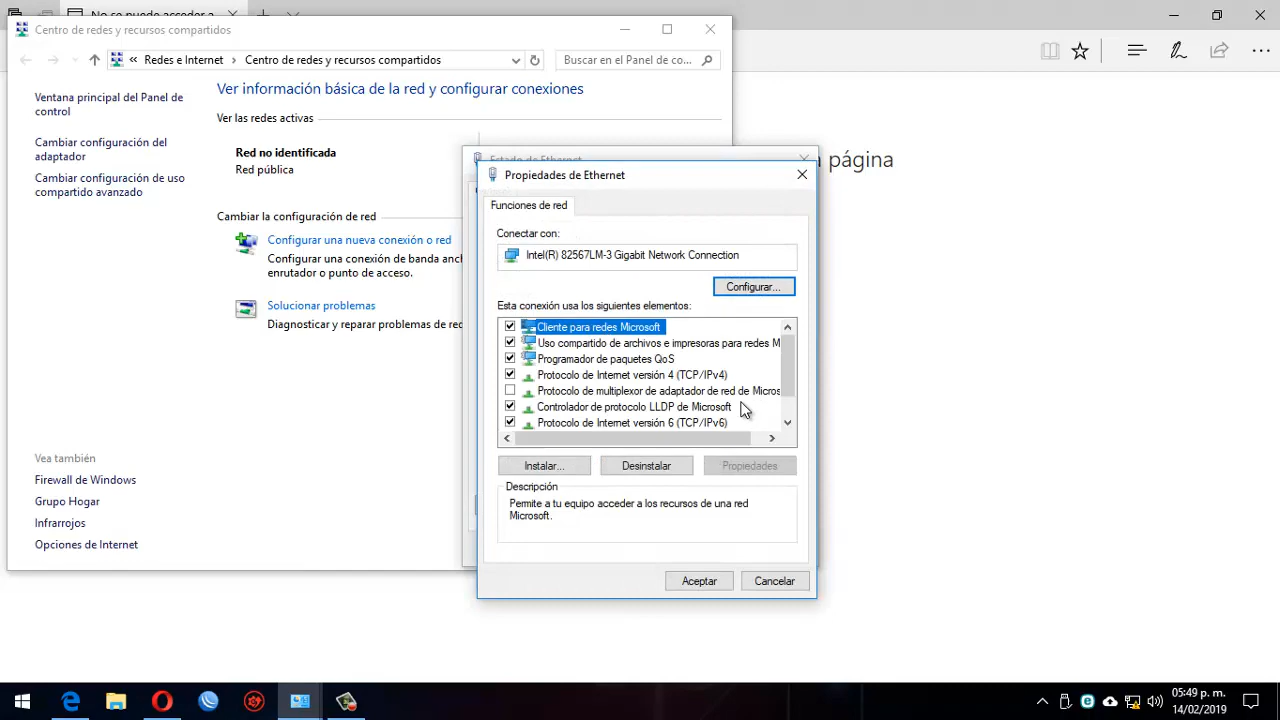 No se puede acceder a
Centro de redes y recursos compartidos
« Redes e Internet > Centro de redes y recursos compartidos
Buscar en el Panel de co...
Ventana principal del Panel de
control
Cambiar configuración del
adaptador
Cambiar configuración de uso
compartido avanzado
Ver información básica de la red y configurar conexiones
Ver las redes activas
Red no identificada
Red pública
Cambiar la configuración de red
Configurar una nueva conexión o red
Configurar una conexión de banda anch
enrutador o punto de acceso.
Solucionar problemas
Diagnosticar y reparar problemas de rec
Vea también
Firewall de Windows
Grupo Hogar
Infrarrojos
Opciones de Internet
página
Estado de Ethernet
Propiedades de Ethernet
Funciones de red
Conectar con:
Intel(R) 82567LM-3 Gigabit Network Connection
Configurar...
Esta conexión usa los siguientes elementos:
Cliente para redes Microsoft
Uso compartido de archivos e impresoras para redes M
Programador de paquetes QoS
Protocolo de Internet versión 4 (TCP/IPv4)
Protocolo de multiplexor de adaptador de red de Micros
Controlador de protocolo LLDP de Microsoft
Protocolo de Internet versión 6 (TCP/IPv6)
Instalar...
Desinstalar
Propiedades
Descripción
Permite a tu equipo acceder a los recursos de una red
Microsoft.
Aceptar
Cancelar
05:49 p. m.
14/02/2019